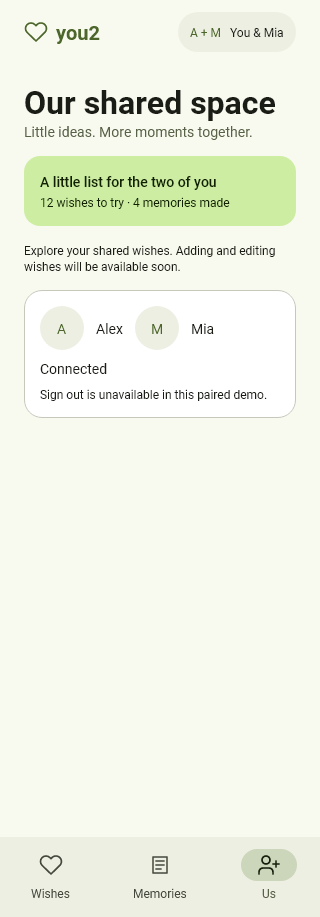 you2
A + M You & Mia
Our shared space
Little ideas. More moments together.
A little list for the two of you
12 wishes to try · 4 memories made
Explore your shared wishes. Adding and editing
wishes will be available soon.
A Alex M Mia
Connected
Sign out is unavailable in this paired demo.
Wishes Memories Us